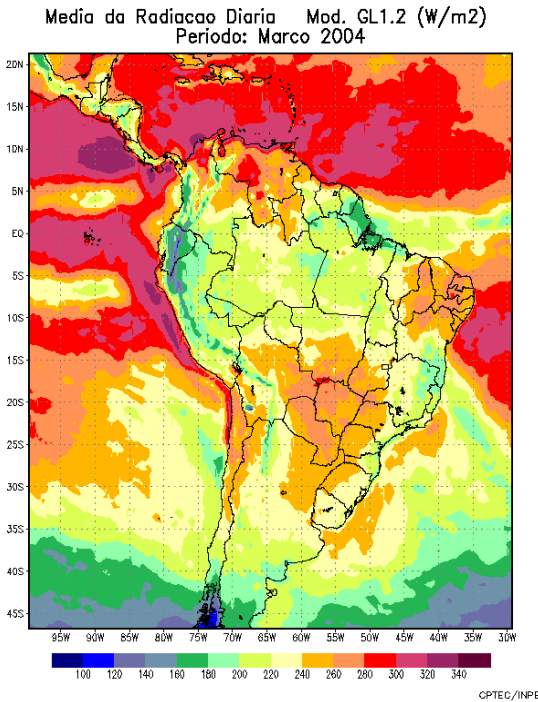 Media da Radiacao Diaria Mod. GL1.2 (W/m2)
Periodo: Marco 2004
20N
15N
10N
5N
EQ
5S
10S
15S
20S
25S
30S
35S
40S
45S
95W 90W 85W 80W 75W 70W 65W 60W 55W 50W 45W 40W 35W 30W
100 120 140 160 180 200 220 240 260 280 300 320 340
CPTEC/INPE